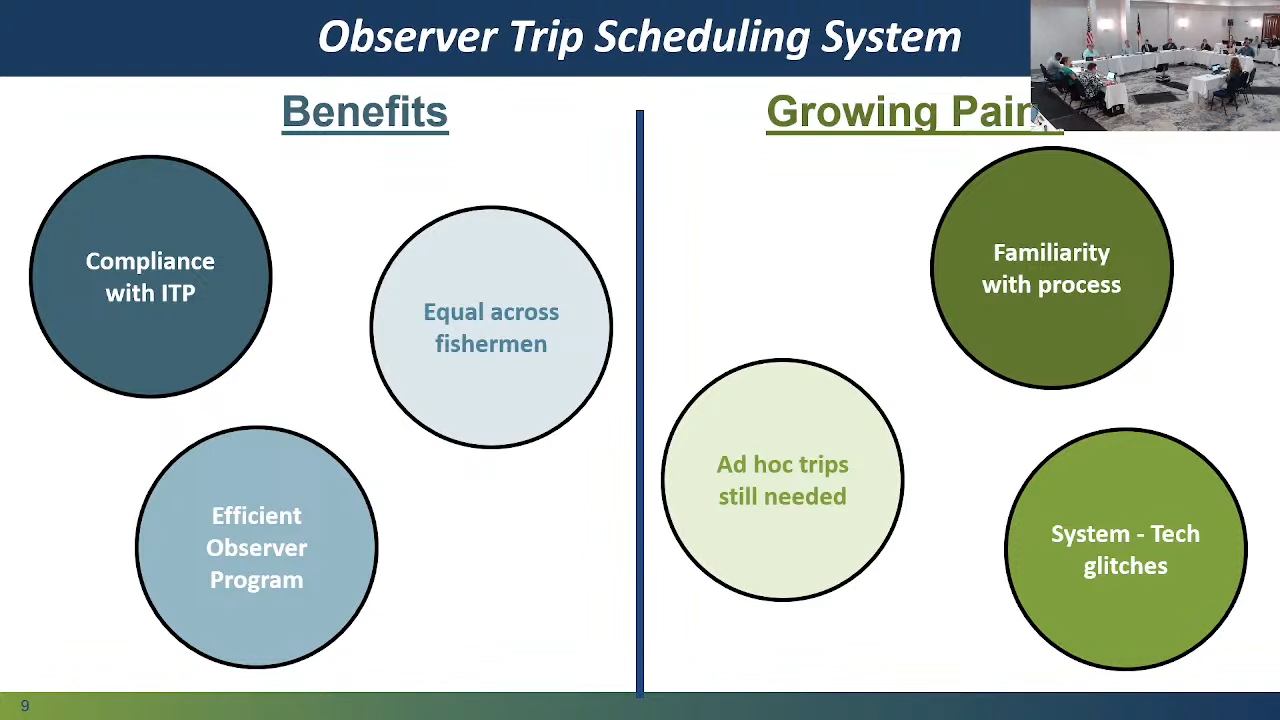 Observer Trip Scheduling System
Benefits
Compliance
with ITP
Equal across
fishermen
Efficient
Observer
Program
Growing
Familiarity
with process
Ad hoc trips
still needed
System - Tech
glitches
9